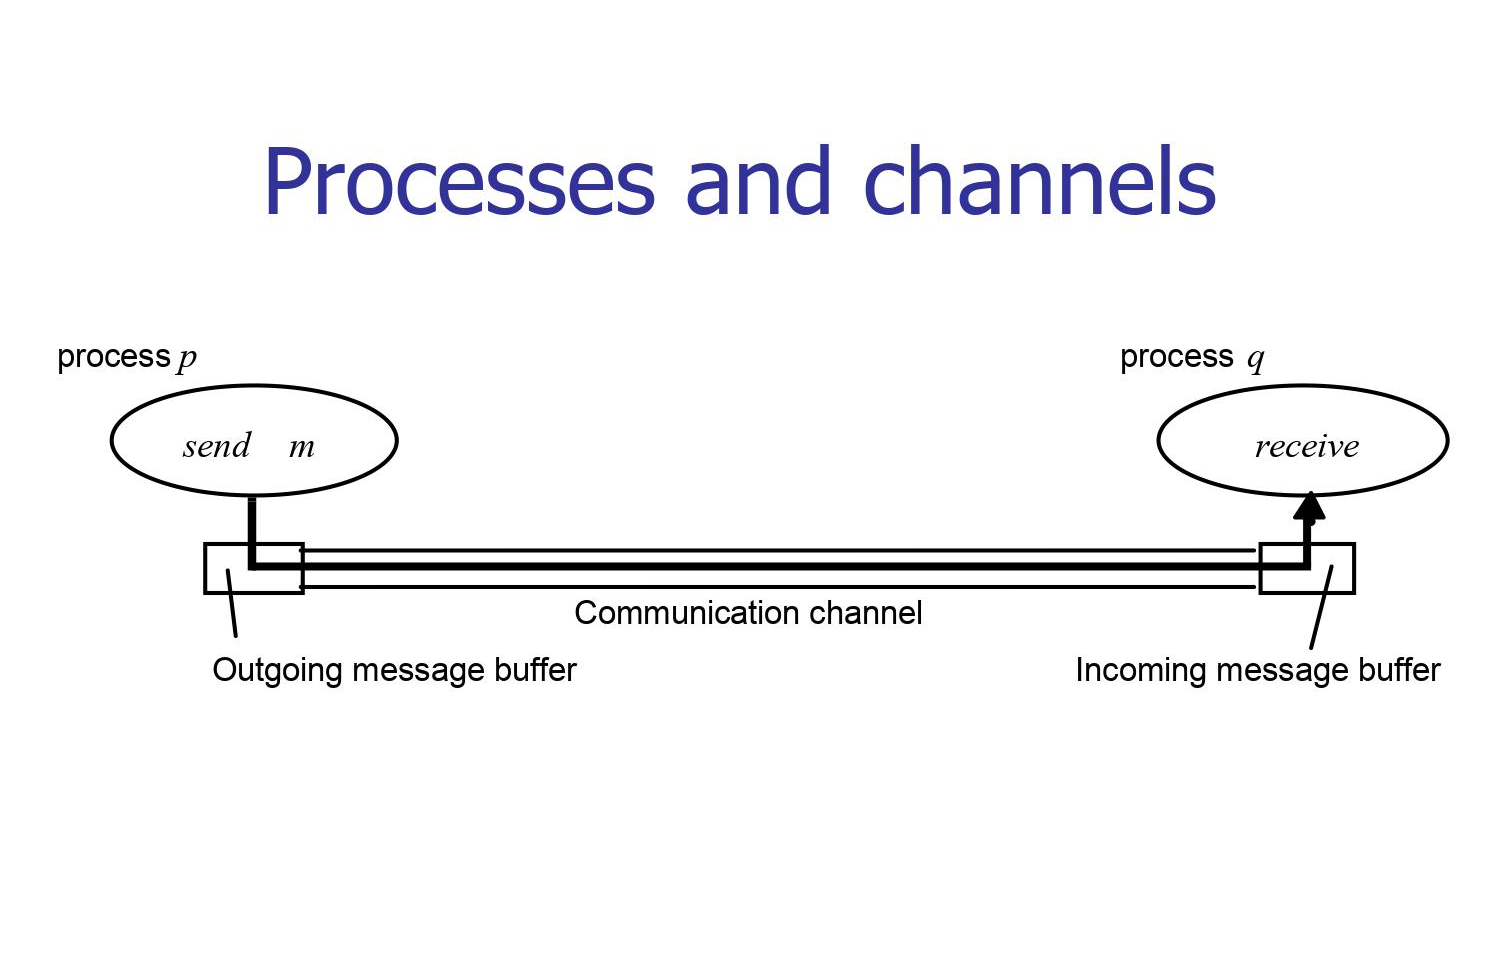 Processes and channels
process p
process q
send m
receive
Communication channel
Outgoing message buffer
Incoming message buffer